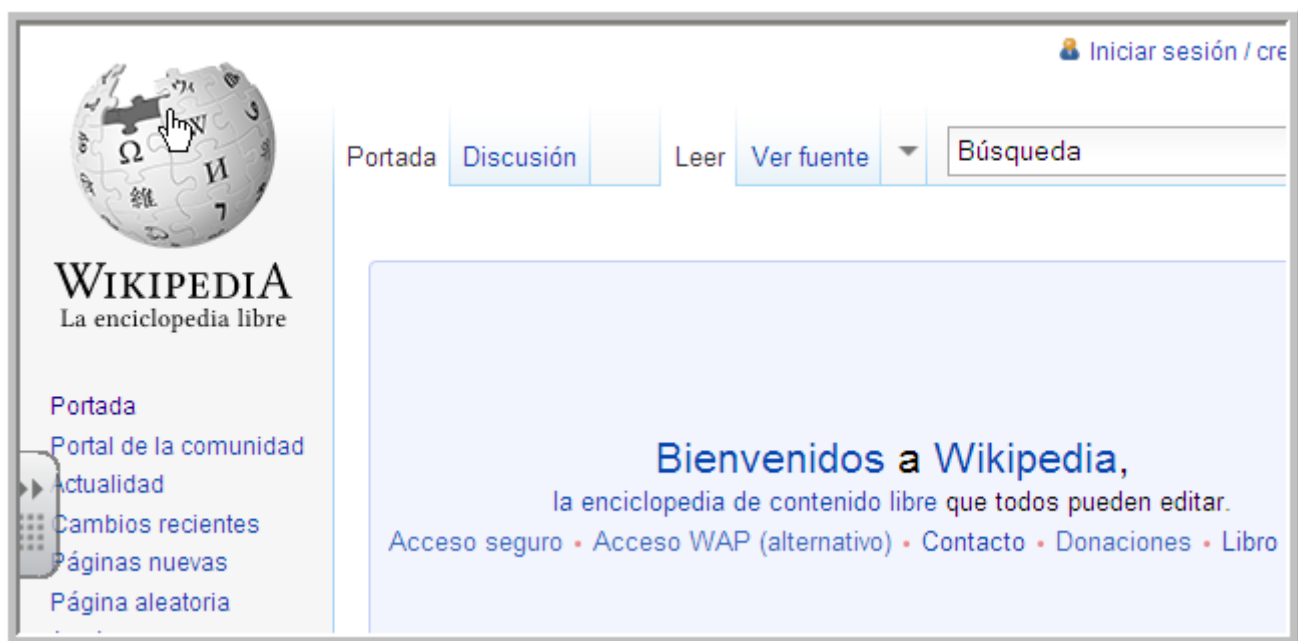 Iniciar sesión / cre
Portada Discusión Leer Ver fuente Búsqueda
WIKIPEDIA
La enciclopedia libre
Portada
Portal de la comunidad
Actualidad
Cambios recientes
Páginas nuevas
Página aleatoria
Bienvenidos a Wikipedia,
la enciclopedia de contenido libre que todos pueden editar.
Acceso seguro • Acceso WAP (alternativo) • Contacto • Donaciones • Libro